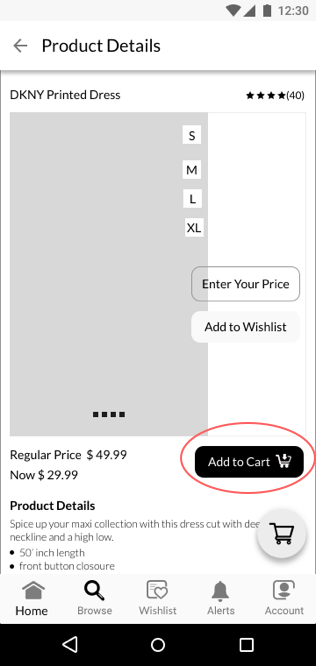 12:30
Product Details
DKNY Printed Dress
(40)
S
M
L
XL
Enter Your Price
Add to Wishlist
Regular Price $ 49.99
Add to Cart
Now $ 29.99
Product Details
Spice up your maxi collection with this dress cut with
neckline and a high low.
50' inch length
front button closoure
Home
Browse
Wishlist
Alerts
Account